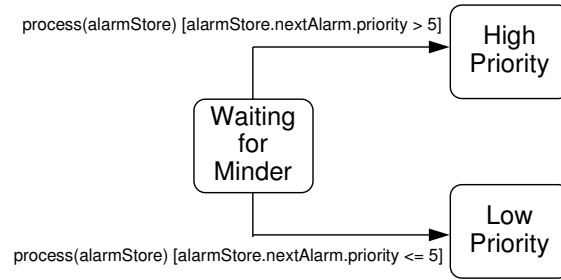 process(alarmStore) [alarmStore.nextAlarm.priority > 5]
High
Priority
Waiting
for
Minder
Low
Priority
process(alarmStore) [alarmStore.nextAlarm.priority <= 5]